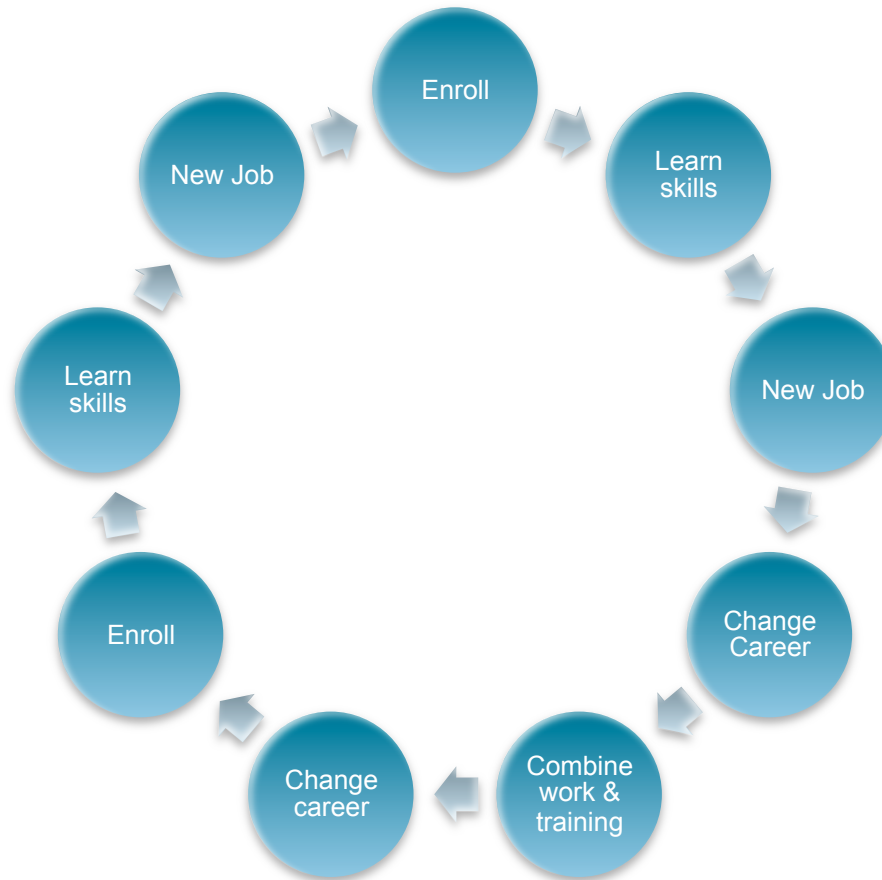 Enroll
Learn
skills
New Job
Change
Career
Combine
work &
training
Change
career
Enroll
Learn
skills
New Job